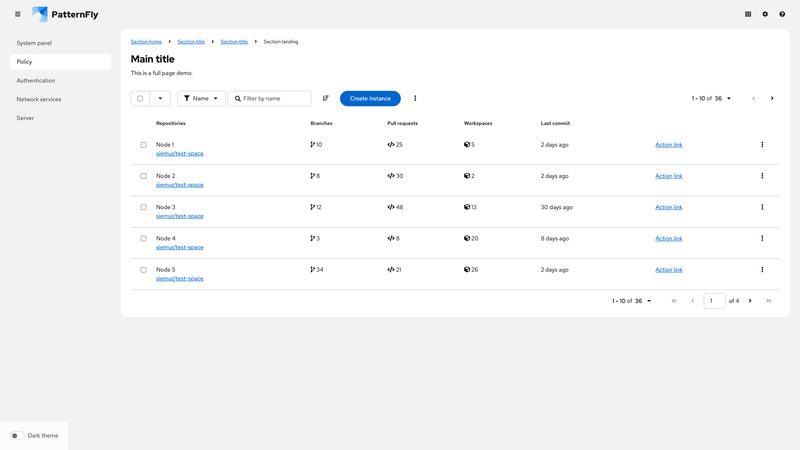 PatternFly
System panel
Policy
Authentication
Network services
Server
Section home Section title Section title Section landing
Main title
This is a full page demo.
Name Filter by name Create instance 1 - 10 of 36
Repositories Branches Pull requests Workspaces Last commit
Node 1 10 25 5 2 days ago Action link
siemur/test-space
Node 2 8 30 2 2 days ago Action link
siemur/test-space
Node 3 12 48 13 30 days ago Action link
siemur/test-space
Node 4 3 8 20 8 days ago Action link
siemur/test-space
Node 5 34 21 26 2 days ago Action link
siemur/test-space
1 - 10 of 36 1 of 4
Dark theme